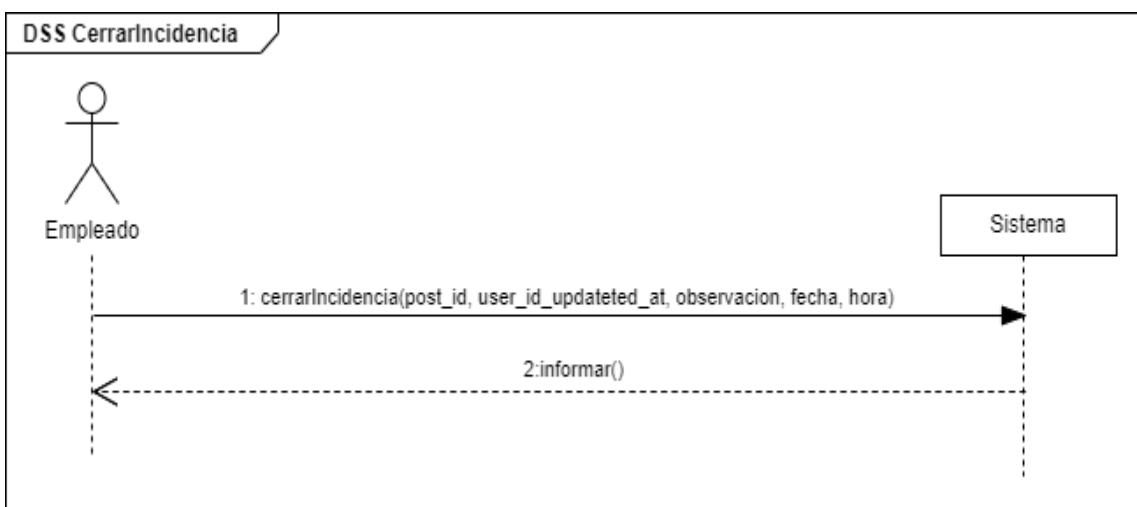 DSS CerrarIncidencia
Empleado
Sistema
1: cerrarIncidencia(post_id, user_id_updateted_at, observacion, fecha, hora)
2:informar()